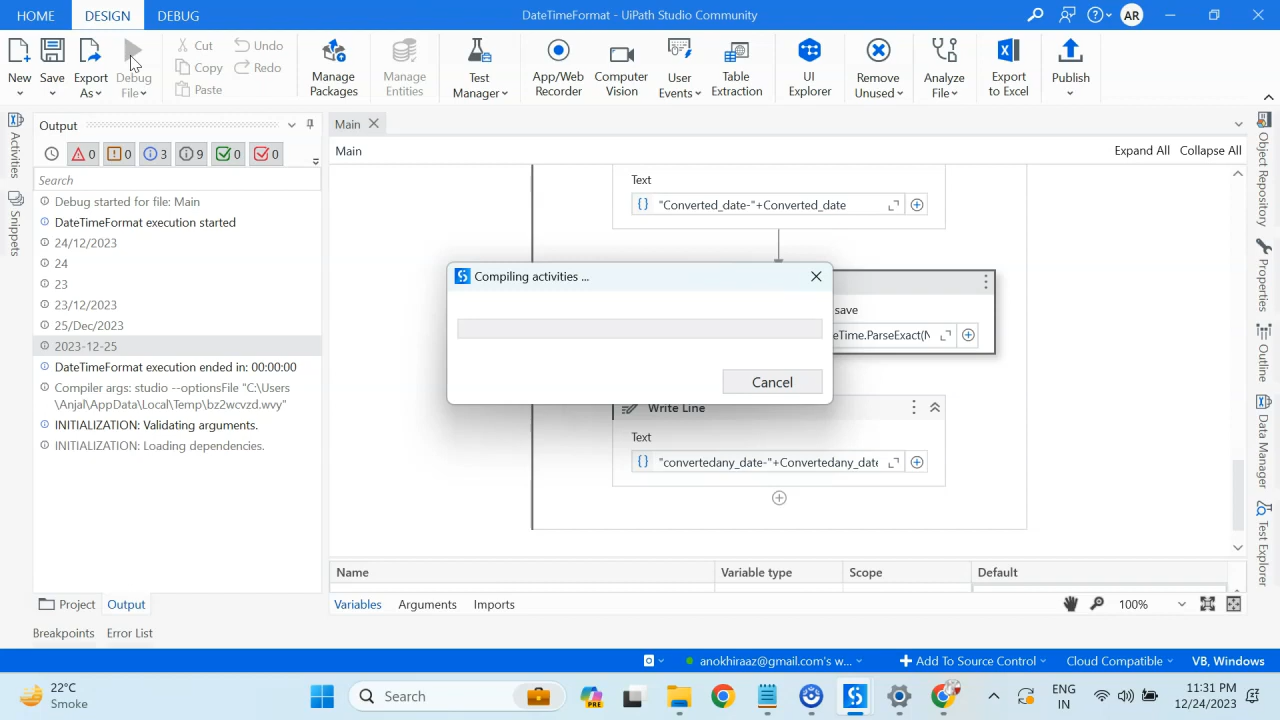 HOME DESIGN DEBUG DateTimeFormat - UiPath Studio Community AR
New Save Export As Debug File Cut Copy Paste Undo Redo Manage Packages Manage Entities Test Manager App/Web Recorder Computer Vision User Events Table Extraction UI Explorer Remove Unused Analyze File Export to Excel Publish
Activities
Snippets
Output
0 0 3 9 0 0
Search
Debug started for file: Main
DateTimeFormat execution started
24/12/2023
24
23
23/12/2023
25/Dec/2023
2023-12-25
DateTimeFormat execution ended in: 00:00:00
Compiler args: studio --optionsFile "C:\Users
\Anjal\AppData\Local\Temp\bz2wcvzd.wvy"
INITIALIZATION: Validating arguments.
INITIALIZATION: Loading dependencies.
Project Output
Breakpoints Error List
Main
Main Expand All Collapse All
Text
"Converted_date-"+Converted_date
Compiling activities ...
Cancel
save
eTime.ParseExact(N
Write Line
Text
"convertedany_date-"+Convertedany_date
Name Variable type Scope Default
Variables Arguments Imports 100%
Object Repository
Properties
Outline
Data Manager
Test Explorer
anokhiraaz@gmail.com's w... Add To Source Control Cloud Compatible VB, Windows
22°C
Smoke
Search
PRE
ENG
IN
11:31 PM
12/24/2023